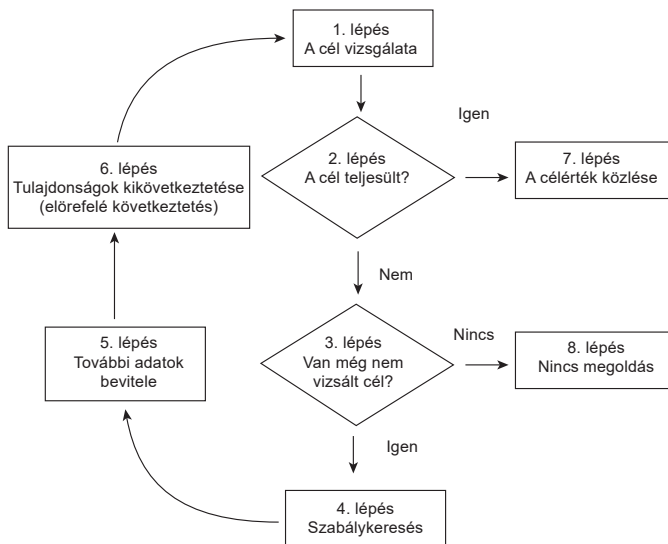 1. lépés
A cél vizsgálata
Igen
2. lépés
A cél teljesült?
7. lépés
A célérték közlése
6. lépés
Tulajdonságok kikövetkeztetése
(elörefelé következtetés)
Nem
3. lépés
Van még nem
vizsált cél?
Nincs
8. lépés
Nincs megoldás
5. lépés
További adatok
bevitele
Igen
4. lépés
Szabálykeresés